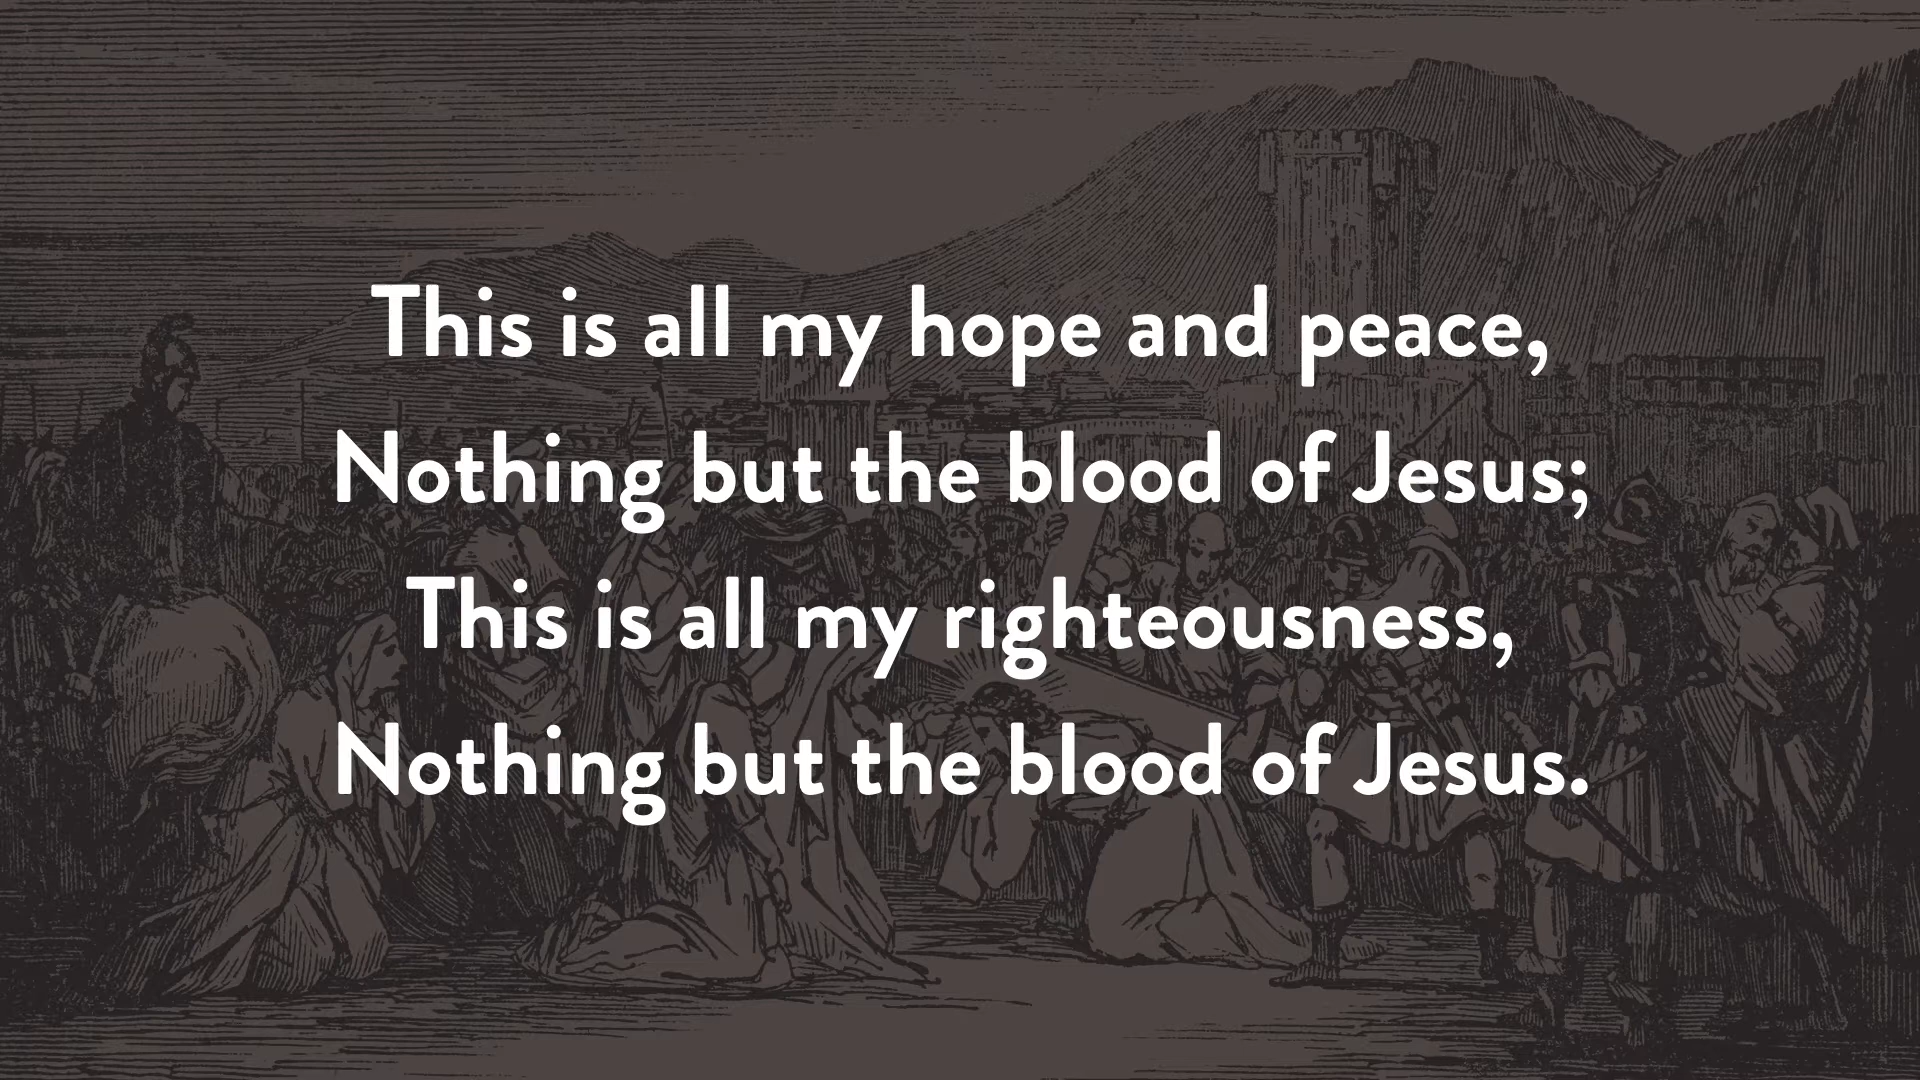 This is all my hope and peace,
Nothing but the blood of Jesus;
This is all my righteousness,
Nothing but the blood of Jesus.